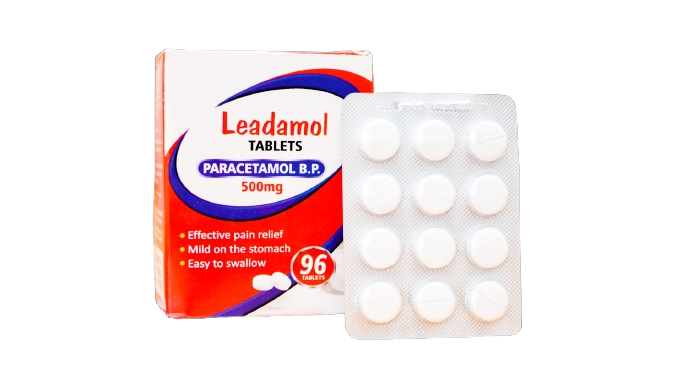 Leadamol
TABLETS
PARACETAMOL B.P.
500mg
• Effective pain relief
• Mild on the stomach
• Easy to swallow
96
TABLETS